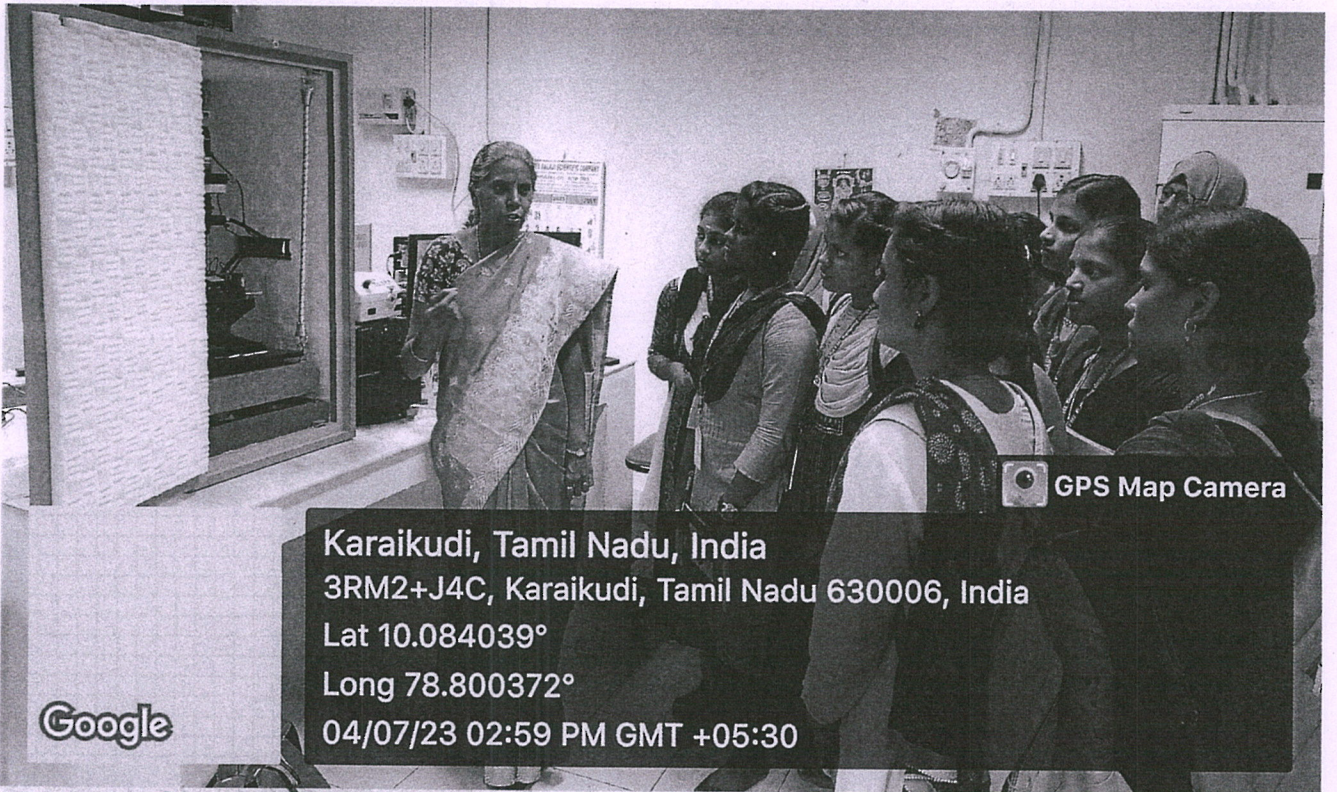 GPS Map Camera
Karaikudi, Tamil Nadu, India
3RM2+J4C, Karaikudi, Tamil Nadu 630006, India
Lat 10.084039°
Long 78.800372°
04/07/23 02:59 PM GMT +05:30
Google